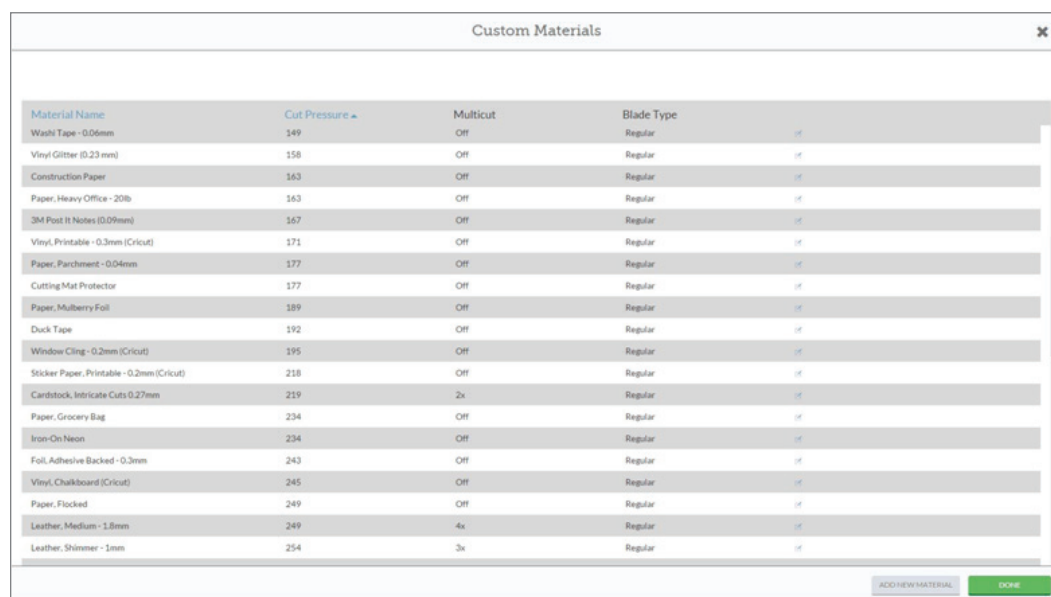 Custom Materials
Material Name Cut Pressure Multicut Blade Type
Washi Tape - 0.06mm 149 Off Regular
Vinyl Glitter (0.23 mm) 158 Off Regular
Construction Paper 163 Off Regular
Paper, Heavy Office - 20lb 163 Off Regular
3M Post It Notes (0.09mm) 167 Off Regular
Vinyl, Printable - 0.3mm (Cricut) 171 Off Regular
Paper, Parchment - 0.04mm 177 Off Regular
Cutting Mat Protector 177 Off Regular
Paper, Mulberry Foil 189 Off Regular
Duck Tape 192 Off Regular
Window Cling - 0.2mm (Cricut) 195 Off Regular
Sticker Paper, Printable - 0.2mm (Cricut) 218 Off Regular
Cardstock, Intricate Cuts 0.27mm 219 2x Regular
Paper, Grocery Bag 234 Off Regular
Iron-On Neon 234 Off Regular
Foil, Adhesive Backed - 0.3mm 243 Off Regular
Vinyl, Chalkboard (Cricut) 245 Off Regular
Paper, Flocked 249 Off Regular
Leather, Medium - 1.8mm 249 4x Regular
Leather, Shimmer - 1mm 254 3x Regular
ADD NEW MATERIAL DONE